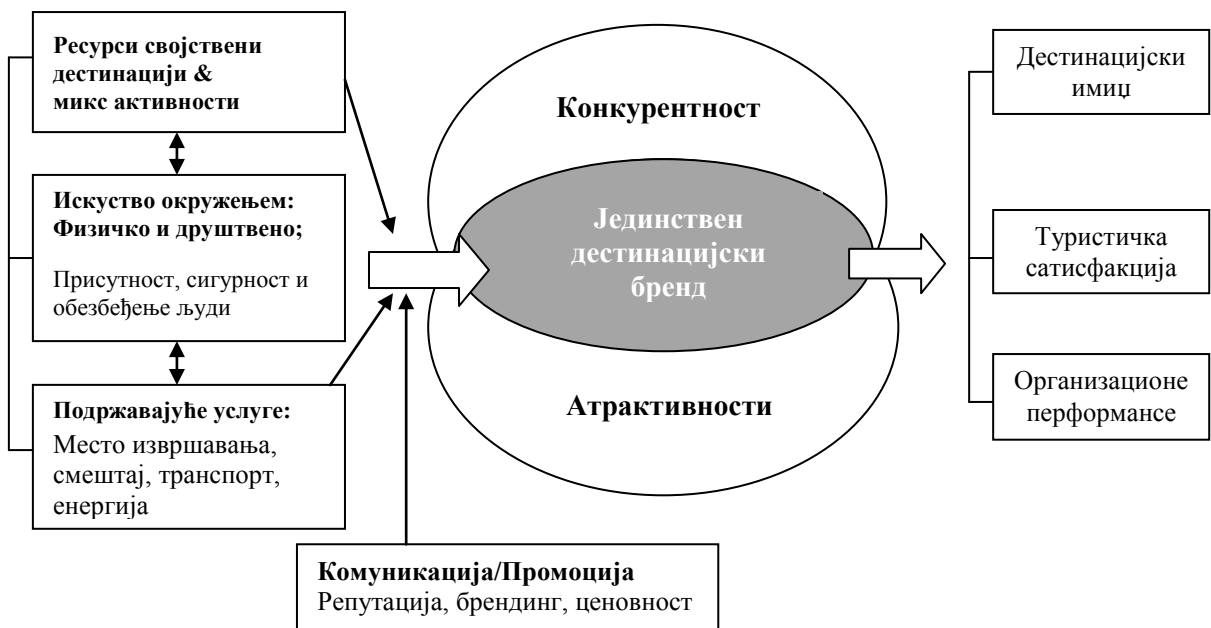 Ресурси својствени
дестинацији &
микс активности
Искуство окружењем:
Физичко и друштвено;
Присутност, сигурност и
обезбеђење људи
Подржавајуће услуге:
Место извршавања,
смештај, транспорт,
енергија
Комуникација/Промоција
Репутација, брендинг, ценовност
Конкурентност
Јединствен
дестинацијски
бренд
Атрактивности
Дестинацијски
имиџ
Туристичка
сатисфакција
Организационе
перформансе